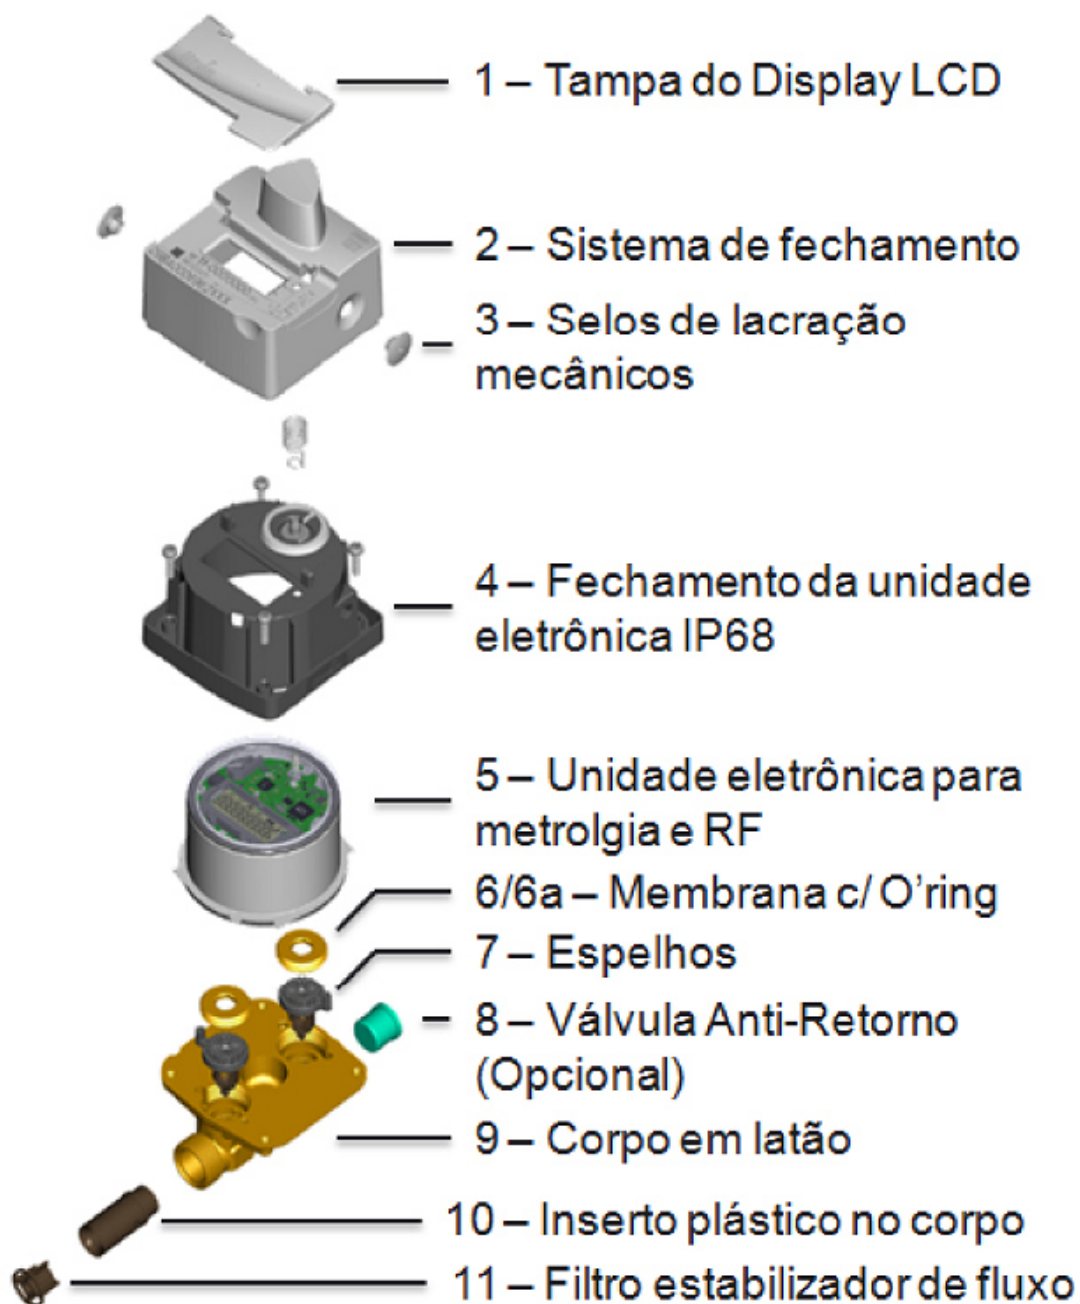 1 – Tampa do Display LCD
2 – Sistema de fechamento
3 – Selos de lacração
mecânicos
4 – Fechamento da unidade
eletrônica IP68
5 – Unidade eletrônica para
metrolgia e RF
6/6a – Membrana c/ O’ring
7 – Espelhos
8 – Válvula Anti-Retorno
(Opcional)
9 – Corpo em latão
10 – Inserto plástico no corpo
11 – Filtro estabilizador de fluxo